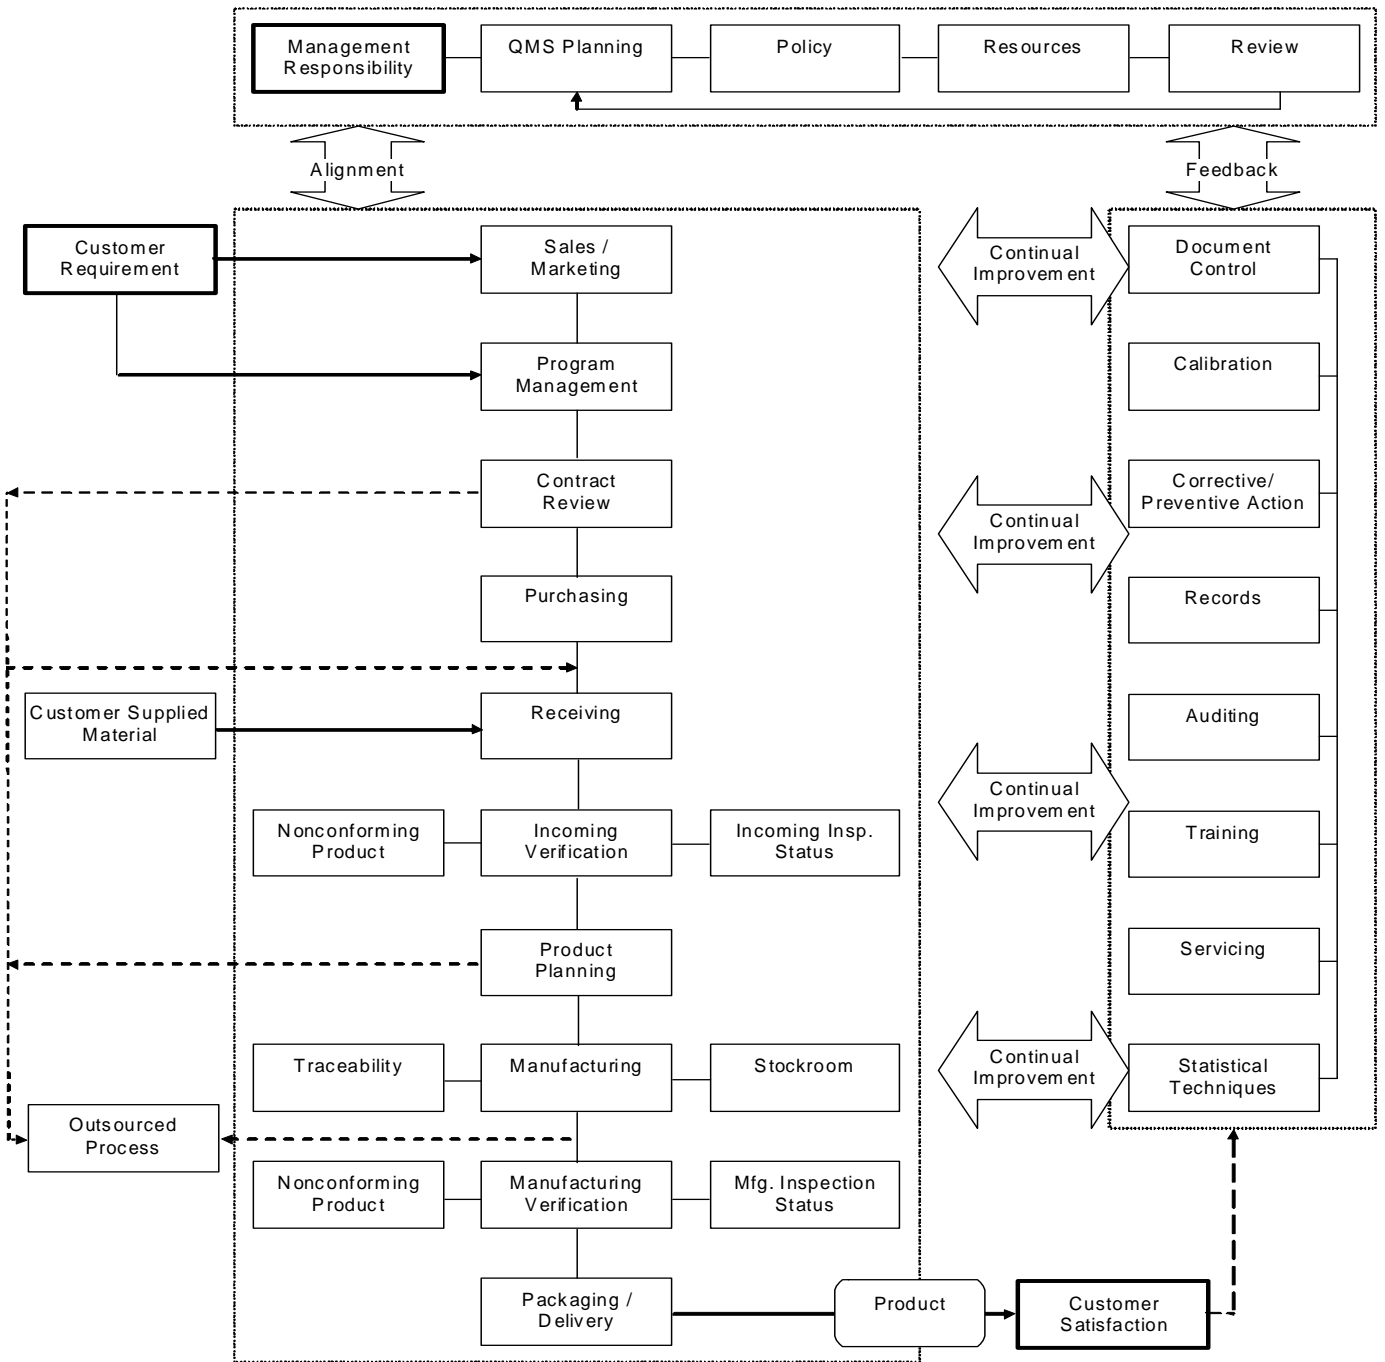 Management
Responsibility
QMS Planning
Policy
Resources
Review
Alignment
Feedback
Customer
Requirement
Sales /
Marketing
Continual
Improvement
Document
Control
Program
Management
Calibration
Contract
Review
Continual
Improvement
Corrective/
Preventive Action
Purchasing
Records
Customer Supplied
Material
Receiving
Auditing
Continual
Improvement
Nonconforming
Product
Incoming
Verification
Incoming Insp.
Status
Training
Product
Planning
Servicing
Traceability
Manufacturing
Stockroom
Continual
Improvement
Statistical
Techniques
Outsourced
Process
Nonconforming
Product
Manufacturing
Verification
Mfg. Inspection
Status
Packaging /
Delivery
Product
Customer
Satisfaction